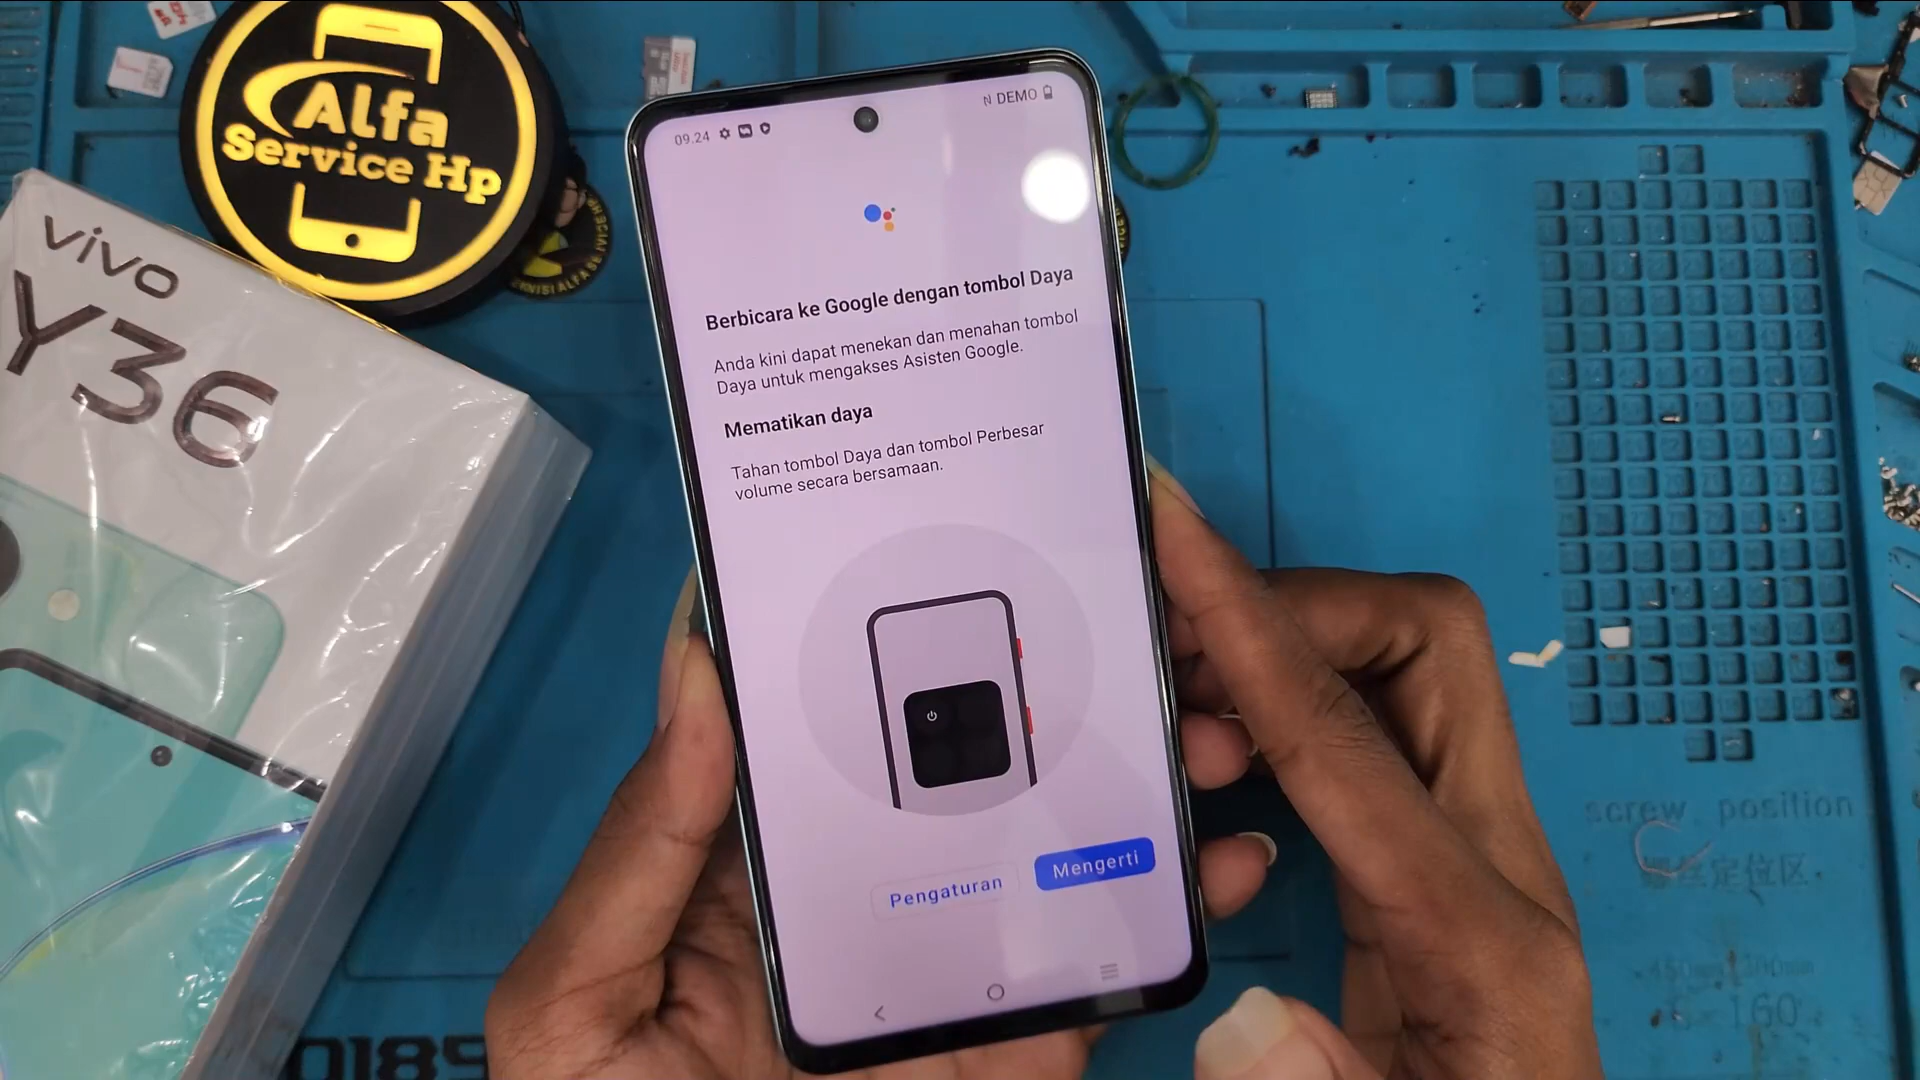 Alfa
Service Hp
vivo
Y36
09.24
DEMO
Berbicara ke Google dengan tombol Daya
Anda kini dapat menekan dan menahan tombol
Daya untuk mengakses Asisten Google.
Mematikan daya
Tahan tombol Daya dan tombol Perbesar
volume secara bersamaan.
Pengaturan
Mengerti
screw position